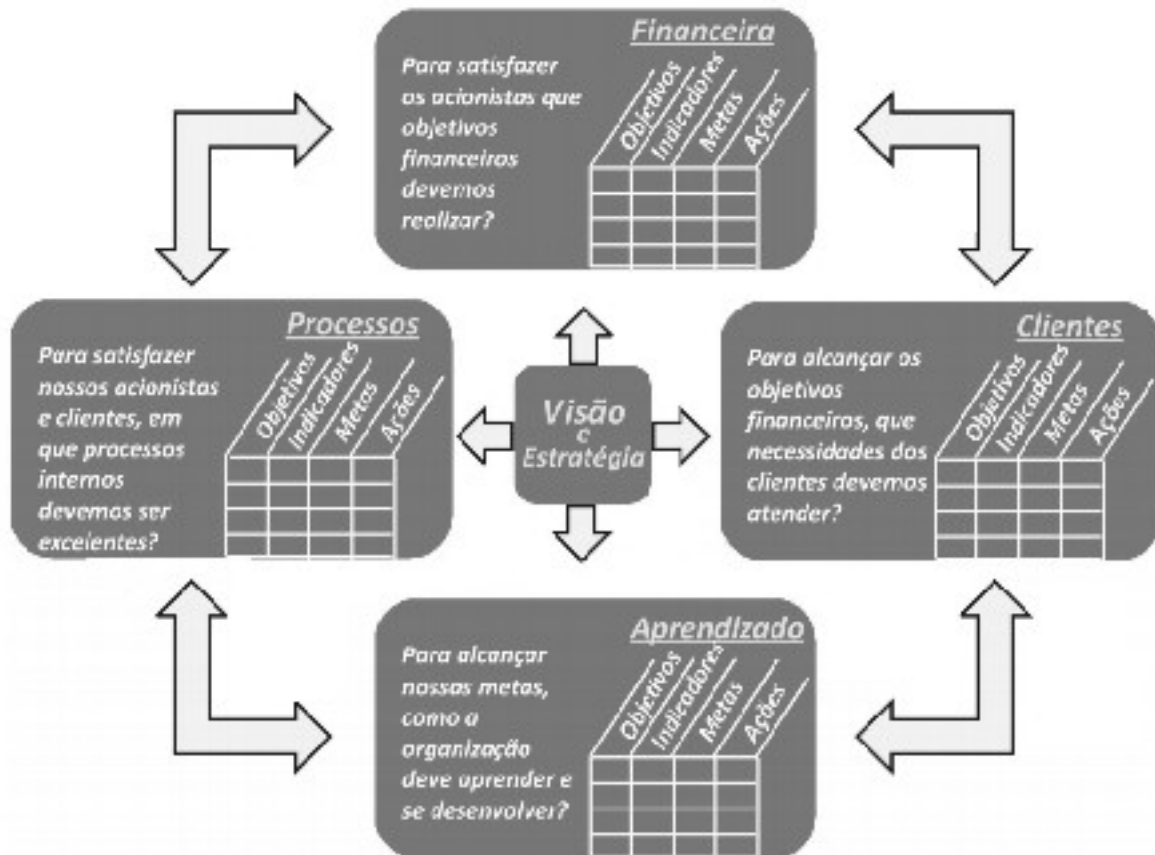 Financeira
Para satisfazer
os acionistas que
objetivos
financeiros
devemos
realizar?
Objetivos
Indicadores
Metas
Ações
Processos
Para satisfazer
nossos acionistas
e clientes, em
que processos
internos
devemos ser
excelentes?
Objetivos
Indicadores
Metas
Ações
Visão
e
Estratégia
Clientes
Para alcançar os
objetivos
financeiros, que
necessidades dos
clientes devemos
atender?
Objetivos
Indicadores
Metas
Ações
Aprendizado
Para alcançar
nossas metas,
como a
organização
deve aprender e
se desenvolver?
Objetivos
Indicadores
Metas
Ações